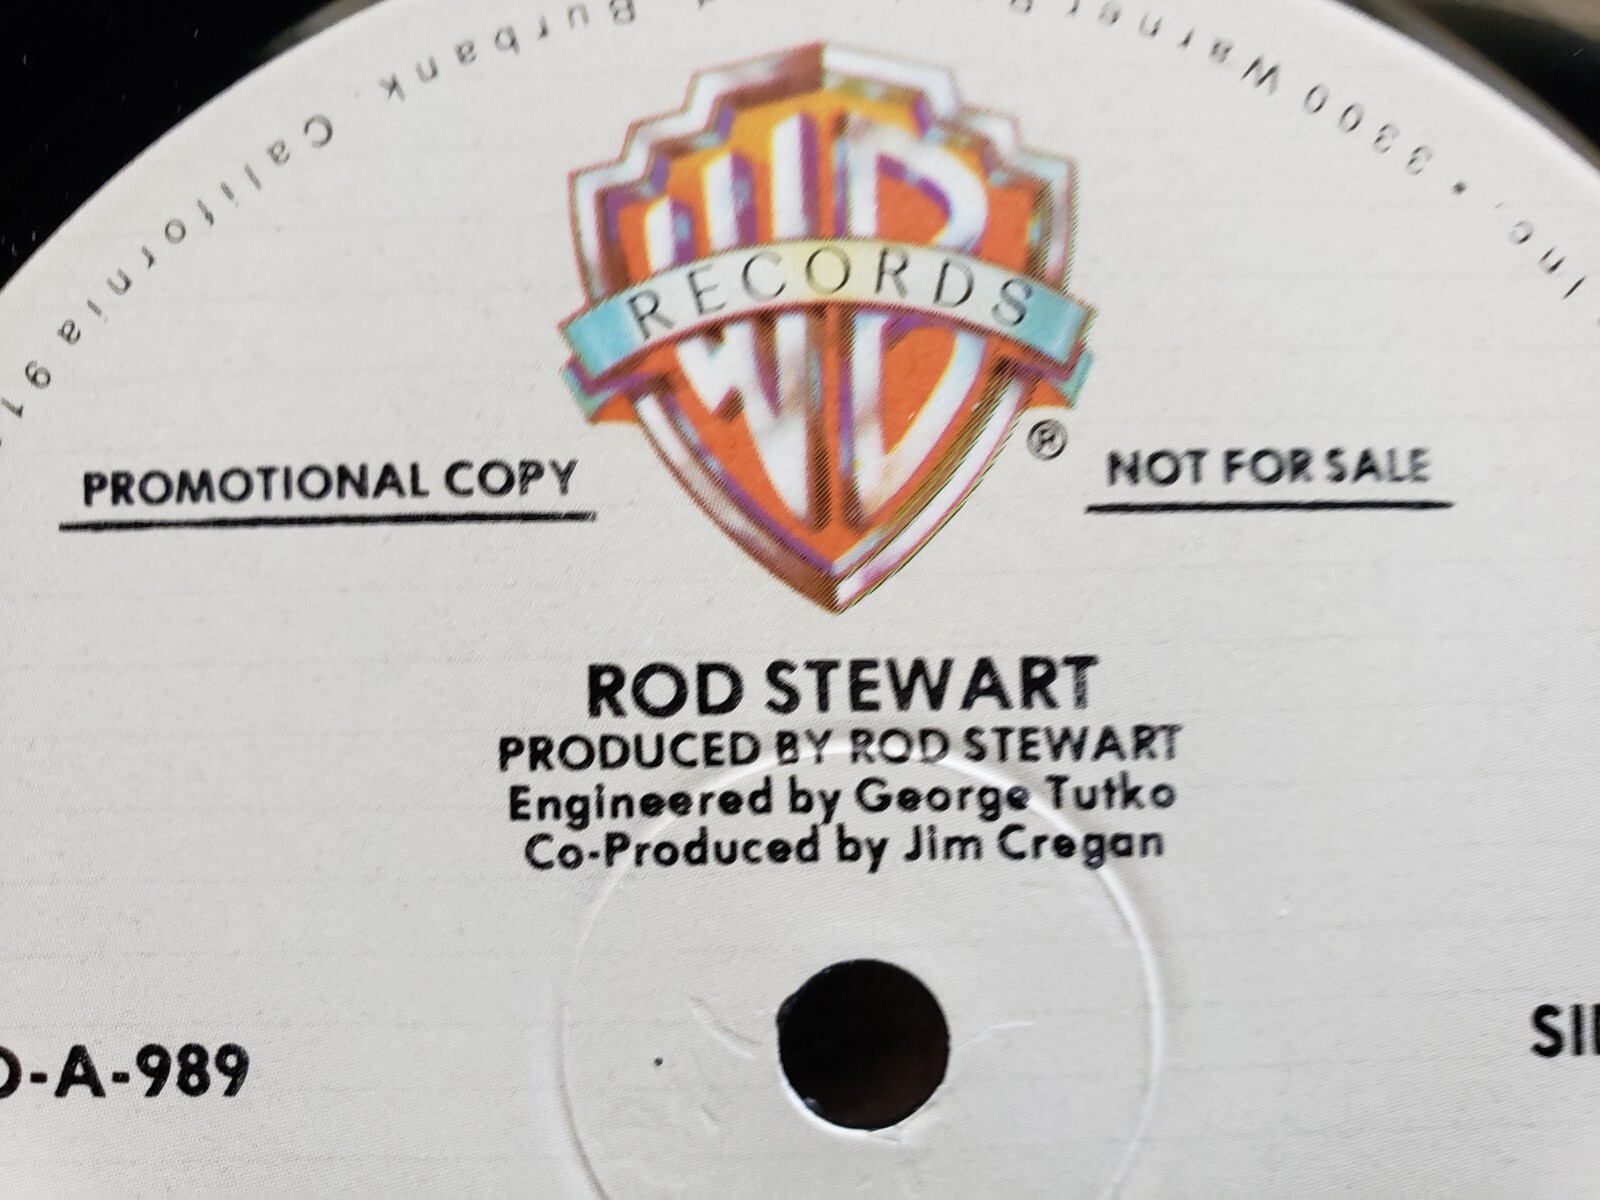 Inc. • 3300 Warner
Burbank, California 91
WB
RECORDS
®
PROMOTIONAL COPY
NOT FOR SALE
ROD STEWART
PRODUCED BY ROD STEWART
Engineered by George Tutko
Co-Produced by Jim Cregan
O-A-989